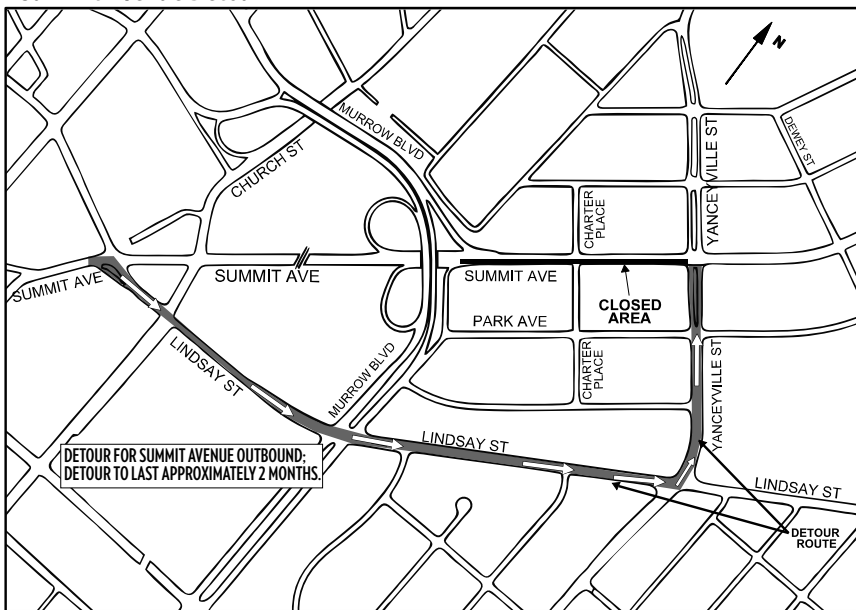 N
MURROW BLVD
DEWEY ST
CHURCH ST
YANCEYVILLE ST
CHARTER
PLACE
SUMMIT AVE
SUMMIT AVE
SUMMIT AVE
CLOSED
AREA
PARK AVE
LINDSAY ST
MURROW BLVD
CHARTER
PLACE
YANCEYVILLE ST
LINDSAY ST
DETOUR FOR SUMMIT AVENUE OUTBOUND;
DETOUR TO LAST APPROXIMATELY 2 MONTHS.
LINDSAY ST
DETOUR
ROUTE